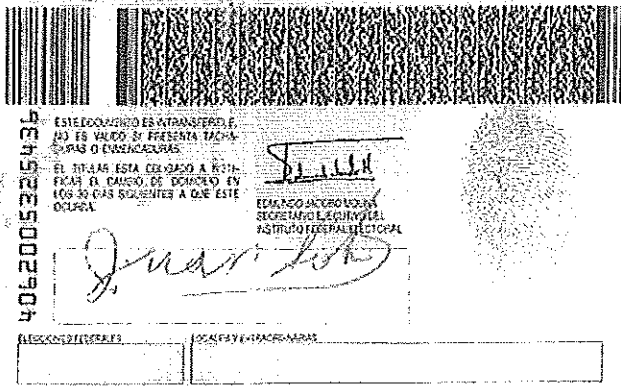 4062005325436
ESTE DOCUMENTO ES INTRANSFERIBLE,
NO ES VALIDO SI PRESENTA TACHA-
DURAS O ENMENDADURAS.
EL TITULAR ESTA OBLIGADO A NOTI-
FICAR EL CAMBIO DE DOMICILIO EN
LOS 30 DIAS SIGUIENTES A QUE ESTE
OCURRA.
EDMUNDO JACOBO MOLINA
SECRETARIO EJECUTIVO DEL
INSTITUTO FEDERAL ELECTORAL
Juan
ELECCIONES FEDERALES
LOCALES Y EXTRAORDINARIAS